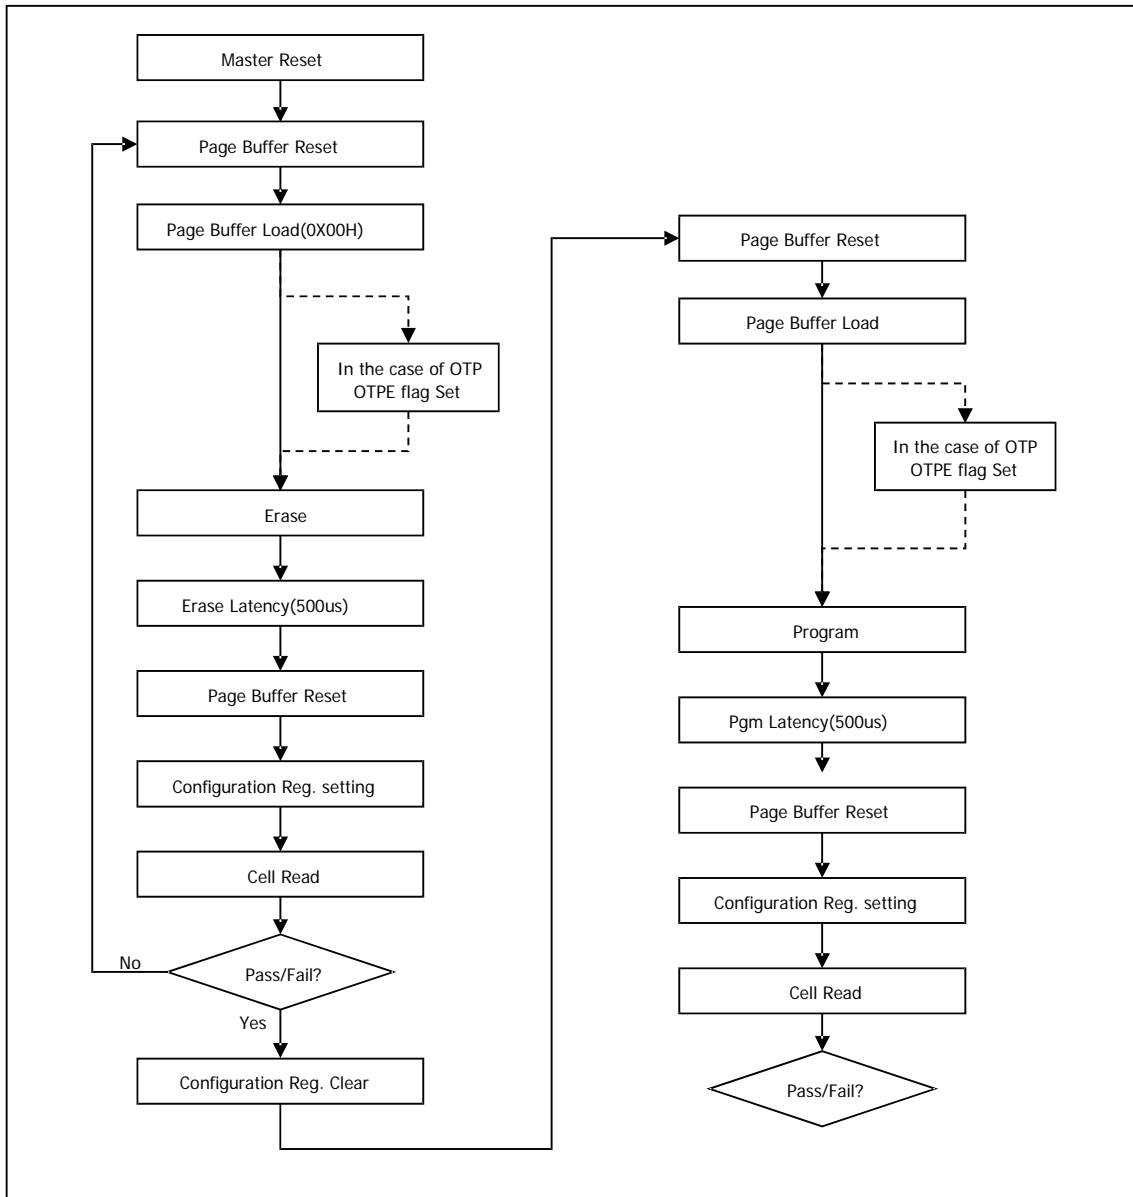 Master Reset
Page Buffer Reset
Page Buffer Load(0X00H)
In the case of OTP
OTPE flag Set
Erase
Erase Latency(500us)
Page Buffer Reset
Configuration Reg. setting
Cell Read
Pass/Fail?
No
Yes
Configuration Reg. Clear
Page Buffer Reset
Page Buffer Load
In the case of OTP
OTPE flag Set
Program
Pgm Latency(500us)
Page Buffer Reset
Configuration Reg. setting
Cell Read
Pass/Fail?